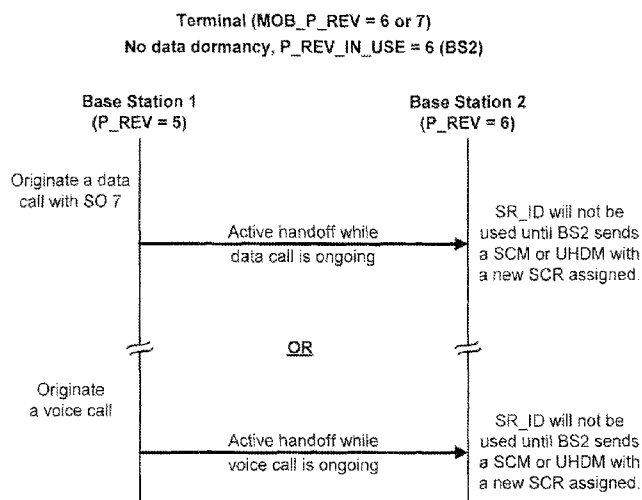 Terminal (MOB_P_REV = 6 or 7)
No data dormancy, P_REV_IN_USE = 6 (BS2)
Base Station 1
(P_REV = 5)
Base Station 2
(P_REV = 6)
Originate a data
call with SO 7
Active handoff while
data call is ongoing
SR_ID will not be
used until BS2 sends
a SCM or UHDM with
a new SCR assigned.
OR
Originate
a voice call
Active handoff while
voice call is ongoing
SR_ID will not be
used until BS2 sends
a SCM or UHDM with
a new SCR assigned.